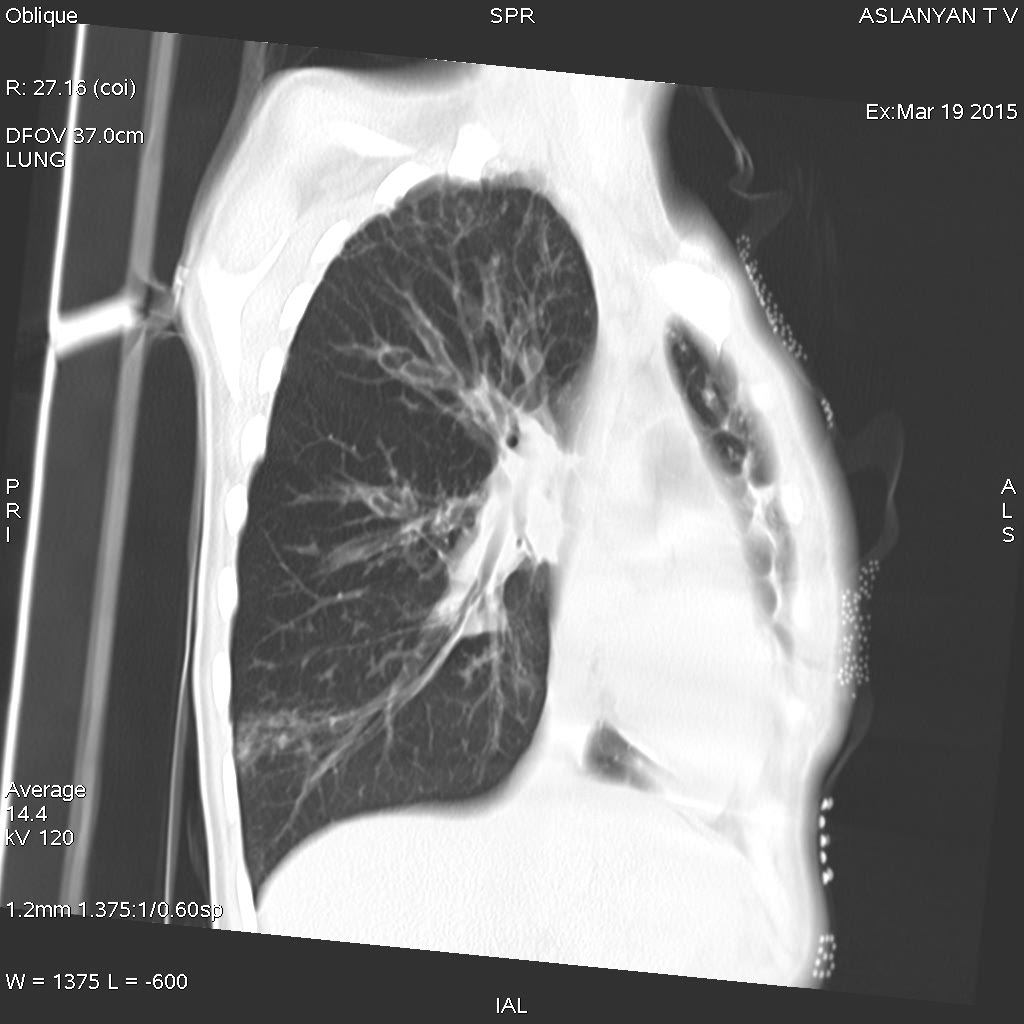 Oblique
SPR
ASLANYAN T V
R: 27.16 (coi)
Ex:Mar 19 2015
DFOV 37.0cm
LUNG
P
R
I
A
L
S
Average
14.4
kV 120
1.2mm 1.375:1/0.60sp
W = 1375 L = -600
IAL